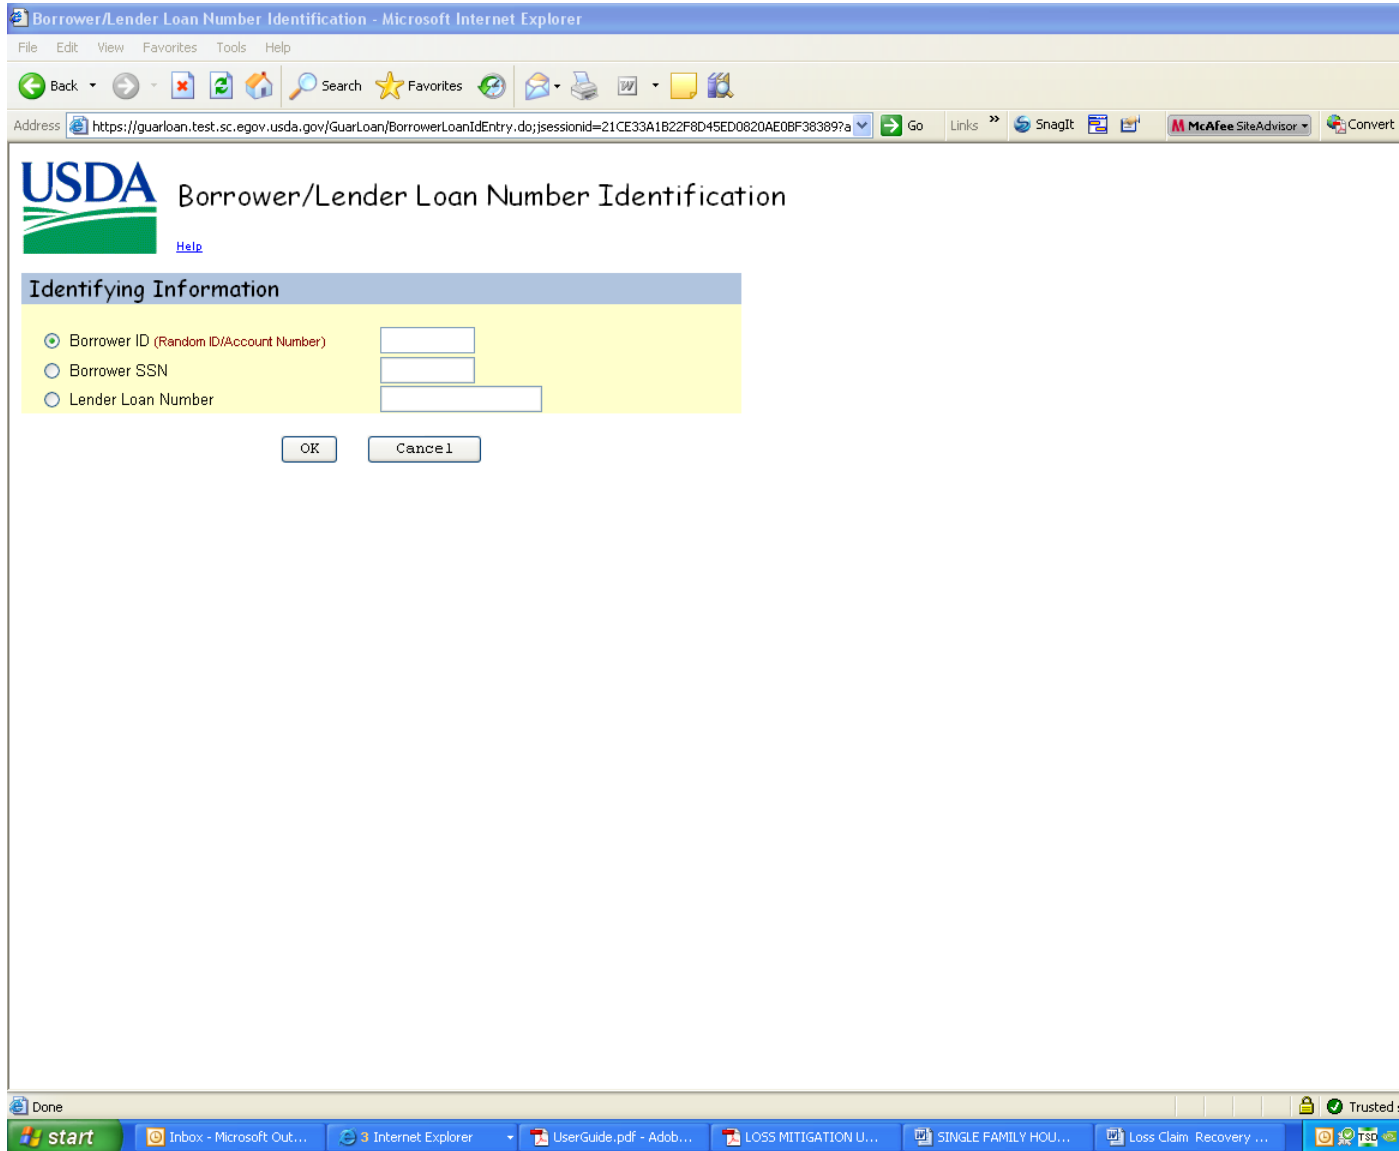 Borrower/Lender Loan Number Identification - Microsoft Internet Explorer
File Edit View Favorites Tools Help
Back Search Favorites
Address https://guarloan.test.sc.egov.usda.gov/GuarLoan/BorrowerLoanIdEntry.do;jsessionid=21CE33A1B22F8D45ED0820AE0BF38389?a Go Links » SnagIt McAfee SiteAdvisor Convert
USDA
Borrower/Lender Loan Number Identification
Help
Identifying Information
Borrower ID (Random ID/Account Number)
Borrower SSN
Lender Loan Number
OK Cancel
Done Trusted
start Inbox - Microsoft Out... 3 Internet Explorer UserGuide.pdf - Adob... LOSS MITIGATION U... SINGLE FAMILY HOU... Loss Claim Recovery ... TSD